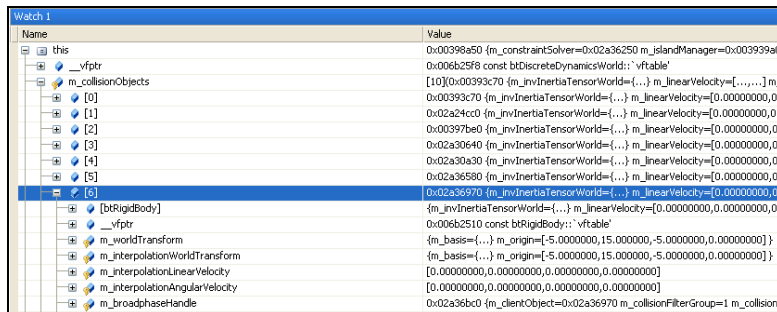 Watch 1
Name Value
this 0x00398a50 {m_constraintSolver=0x02a36250 m_islandManager=0x003939a
__vfptr 0x006b25f8 const btDiscreteDynamicsWorld::`vftable'
m_collisionObjects [10](0x00393c70 {m_invInertiaTensorWorld={...} m_linearVelocity=[...,...] m_
[0] 0x00393c70 {m_invInertiaTensorWorld={...} m_linearVelocity=[0.00000000,0
[1] 0x02a24cc0 {m_invInertiaTensorWorld={...} m_linearVelocity=[0.00000000,0
[2] 0x00397be0 {m_invInertiaTensorWorld={...} m_linearVelocity=[0.00000000,0
[3] 0x02a30640 {m_invInertiaTensorWorld={...} m_linearVelocity=[0.00000000,0
[4] 0x02a30a30 {m_invInertiaTensorWorld={...} m_linearVelocity=[0.00000000,0
[5] 0x02a36580 {m_invInertiaTensorWorld={...} m_linearVelocity=[0.00000000,0
[6] 0x02a36970 {m_invInertiaTensorWorld={...} m_linearVelocity=[0.00000000,0
[btRigidBody] {m_invInertiaTensorWorld={...} m_linearVelocity=[0.00000000,0.00000000,0
__vfptr 0x006b2510 const btRigidBody::`vftable'
m_worldTransform {m_basis={...} m_origin=[-5.0000000,15.000000,-5.0000000,0.00000000] }
m_interpolationWorldTransform {m_basis={...} m_origin=[-5.0000000,15.000000,-5.0000000,0.00000000] }
m_interpolationLinearVelocity [0.00000000,0.00000000,0.00000000,0.00000000]
m_interpolationAngularVelocity [0.00000000,0.00000000,0.00000000,0.00000000]
m_broadphaseHandle 0x02a36bc0 {m_clientObject=0x02a36970 m_collisionFilterGroup=1 m_collision